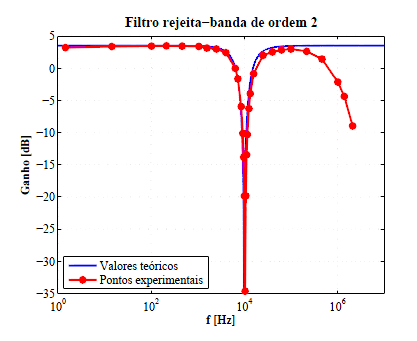 Filtro rejeita−banda de ordem 2
5
0
−5
−10
−15
−20
−25
−30
−35
Ganho [dB]
Valores teóricos
Pontos experimentais
10^0
10^2
10^4
10^6
f [Hz]